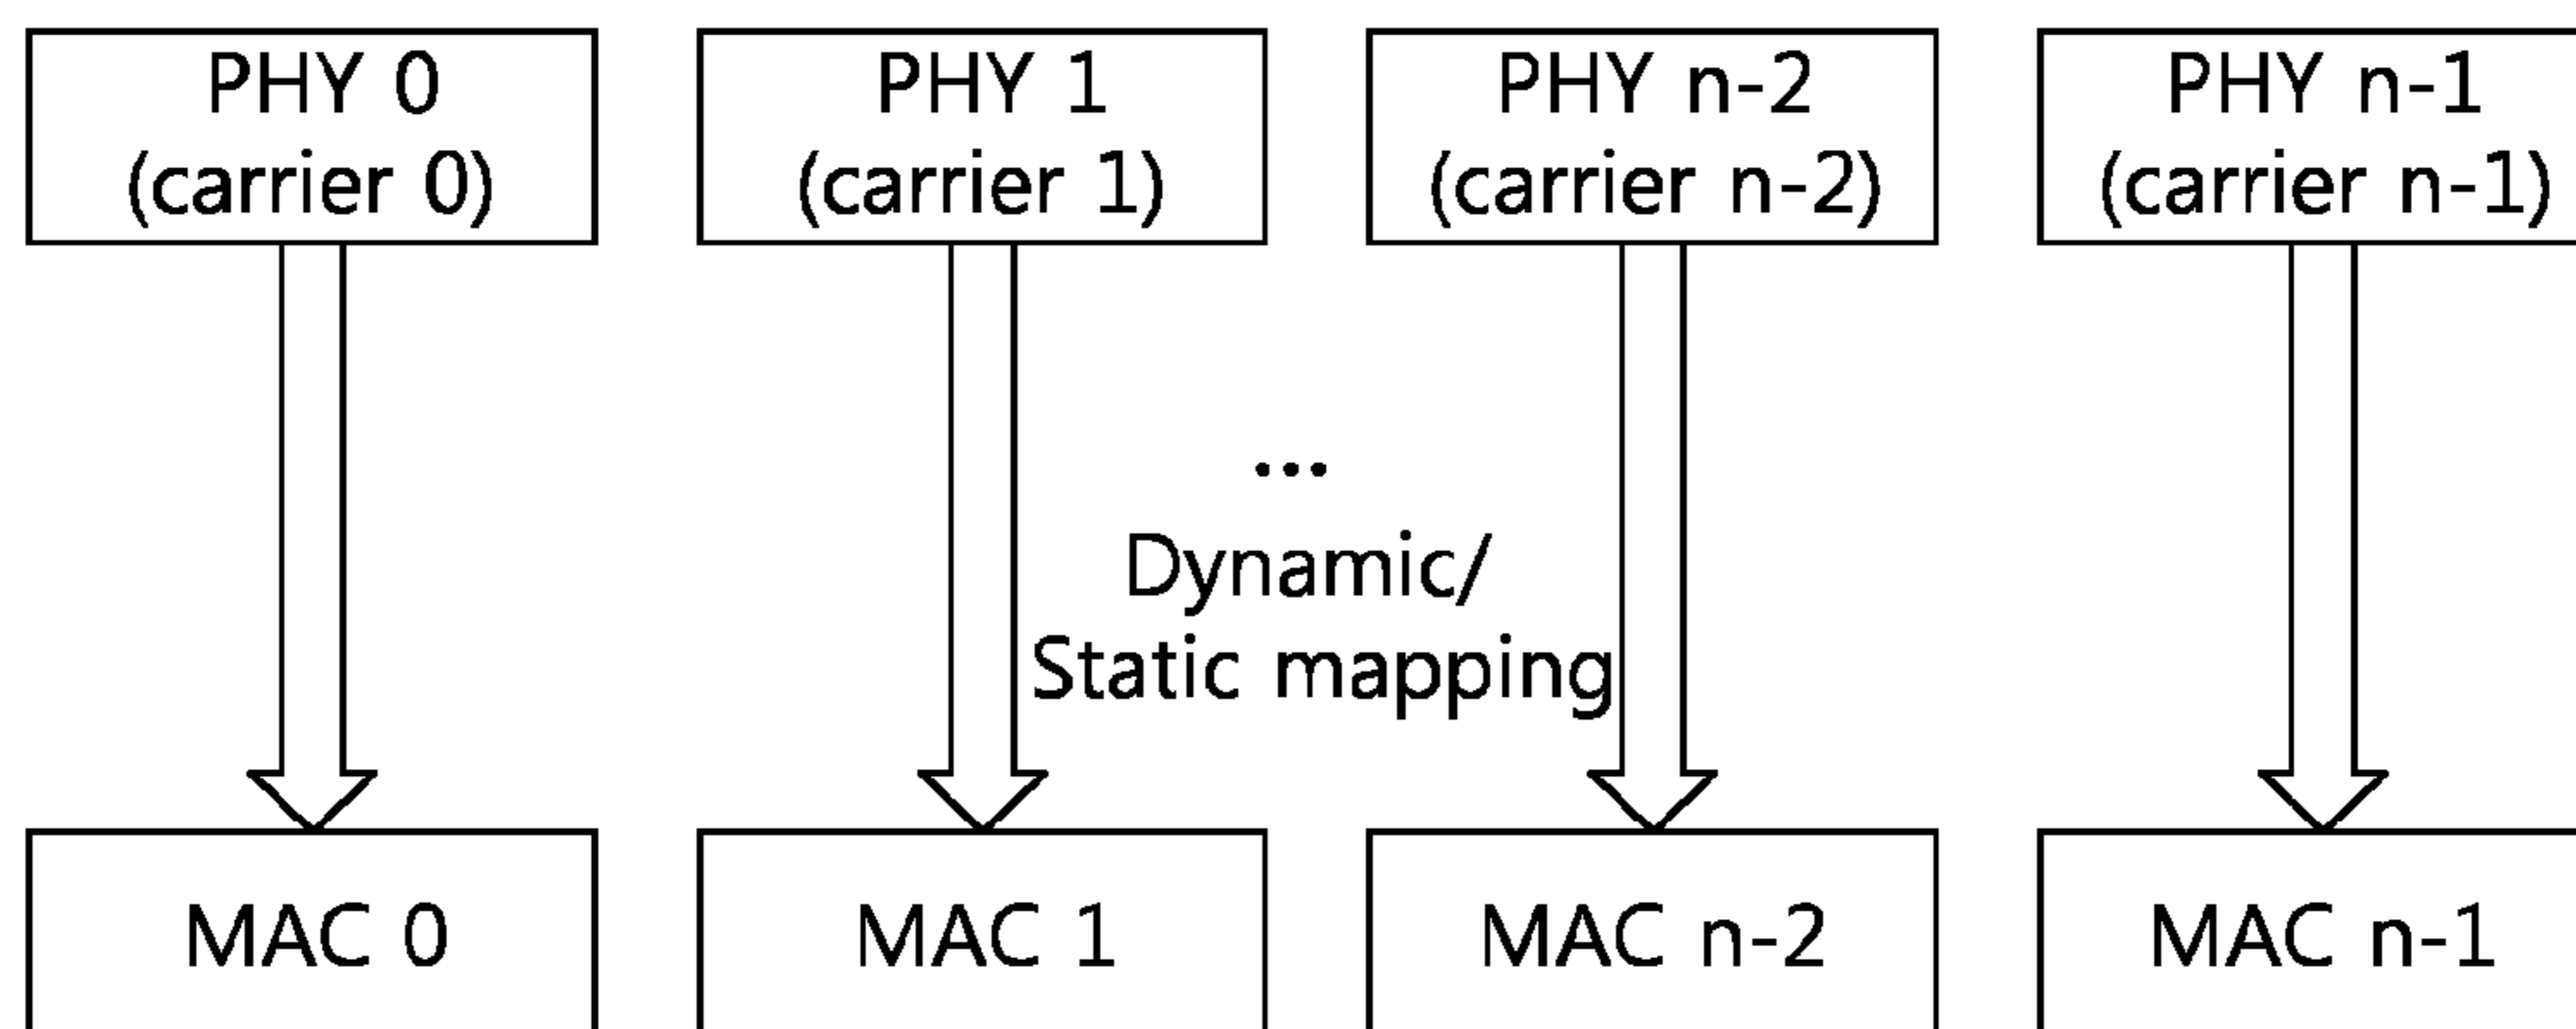 PHY 0
(carrier 0)
PHY 1
(carrier 1)
PHY n-2
(carrier n-2)
PHY n-1
(carrier n-1)
...
Dynamic/
Static mapping
MAC 0
MAC 1
MAC n-2
MAC n-1